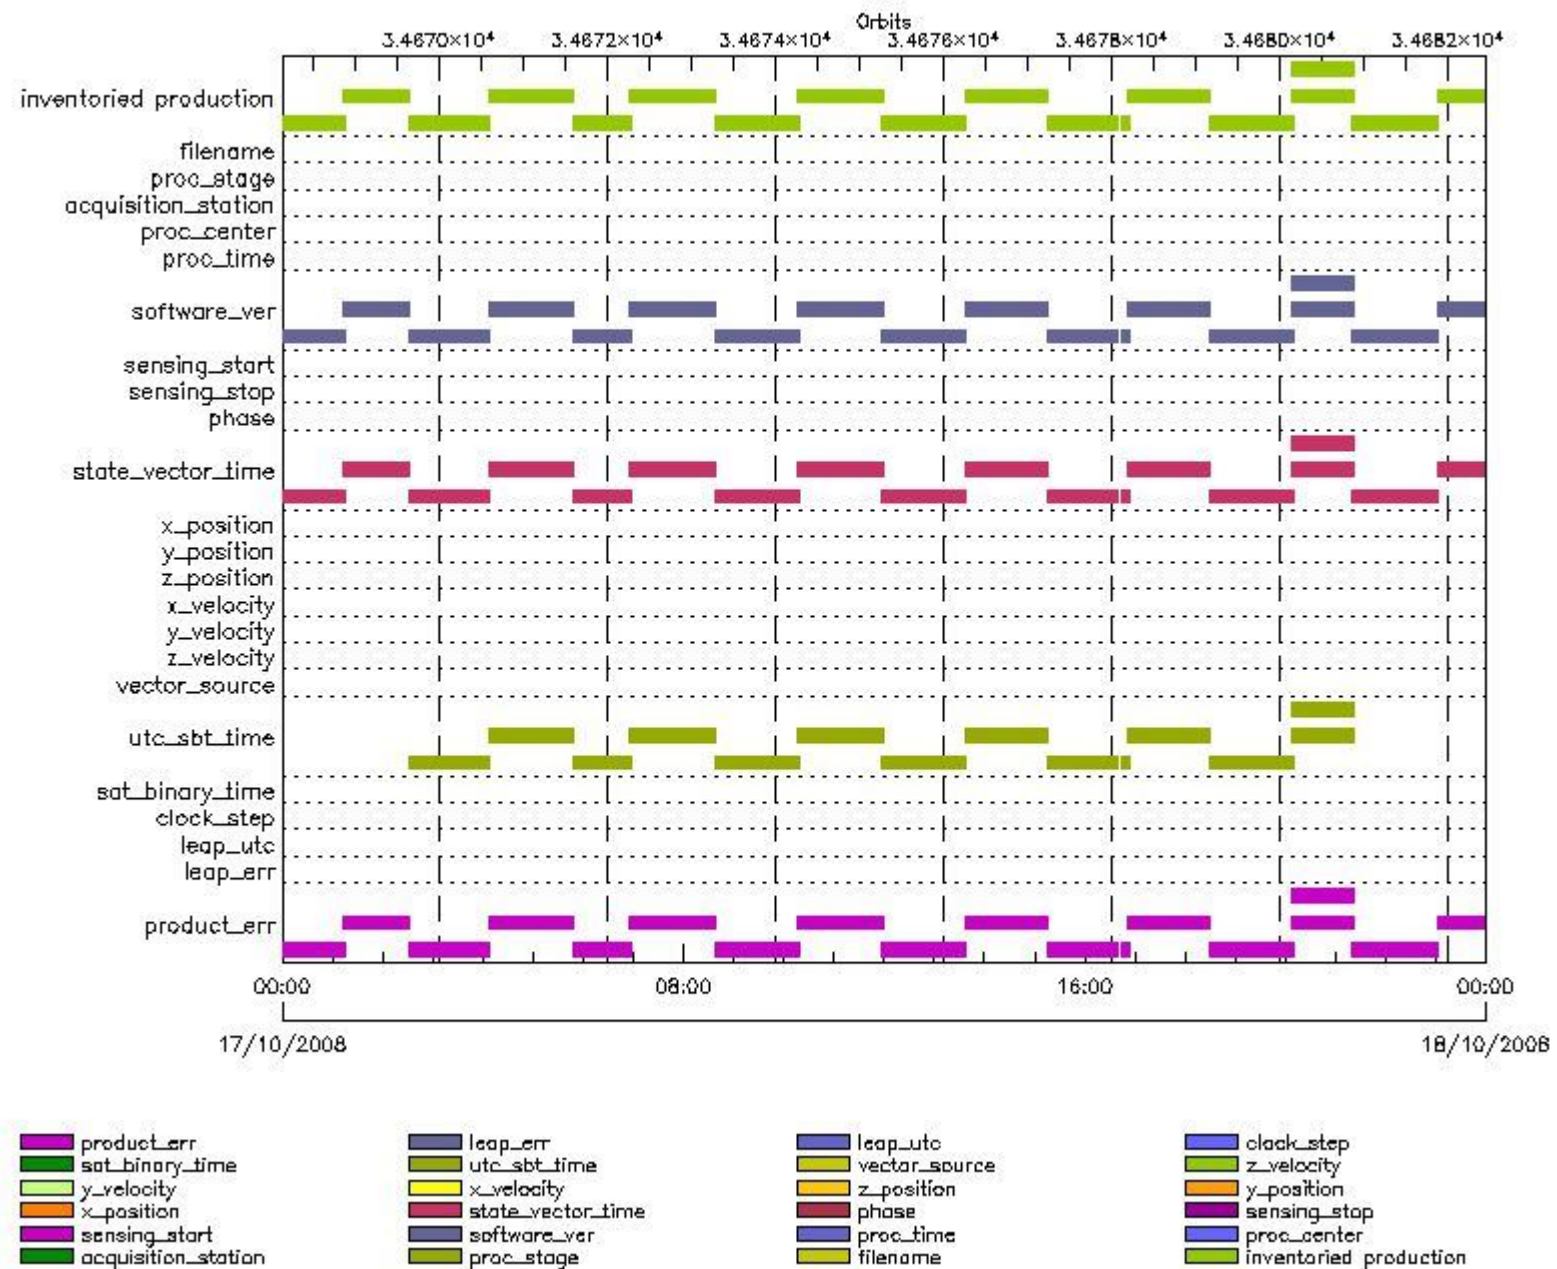 Orbits
3.4670×10⁴ 3.4672×10⁴ 3.4674×10⁴ 3.4676×10⁴ 3.4678×10⁴ 3.4680×10⁴ 3.4682×10⁴
inventoried production
filename
proc_stage
acquisition_station
proc_center
proc_time
software_ver
sensing_start
sensing_stop
phase
state_vector_time
x_position
y_position
z_position
x_velocity
y_velocity
z_velocity
vector_source
utc_sbt_time
sat_binary_time
clock_step
leap_utc
leap_err
product_err
00:00 08:00 16:00 00:00
17/10/2008 18/10/2008
product_err leap_err leap_utc clock_step
sat_binary_time utc_sbt_time vector_source z_velocity
y_velocity x_velocity z_position y_position
x_position state_vector_time phase sensing_stop
sensing_start software_ver proc_time proc_center
acquisition_station proc_stage filename inventoried production